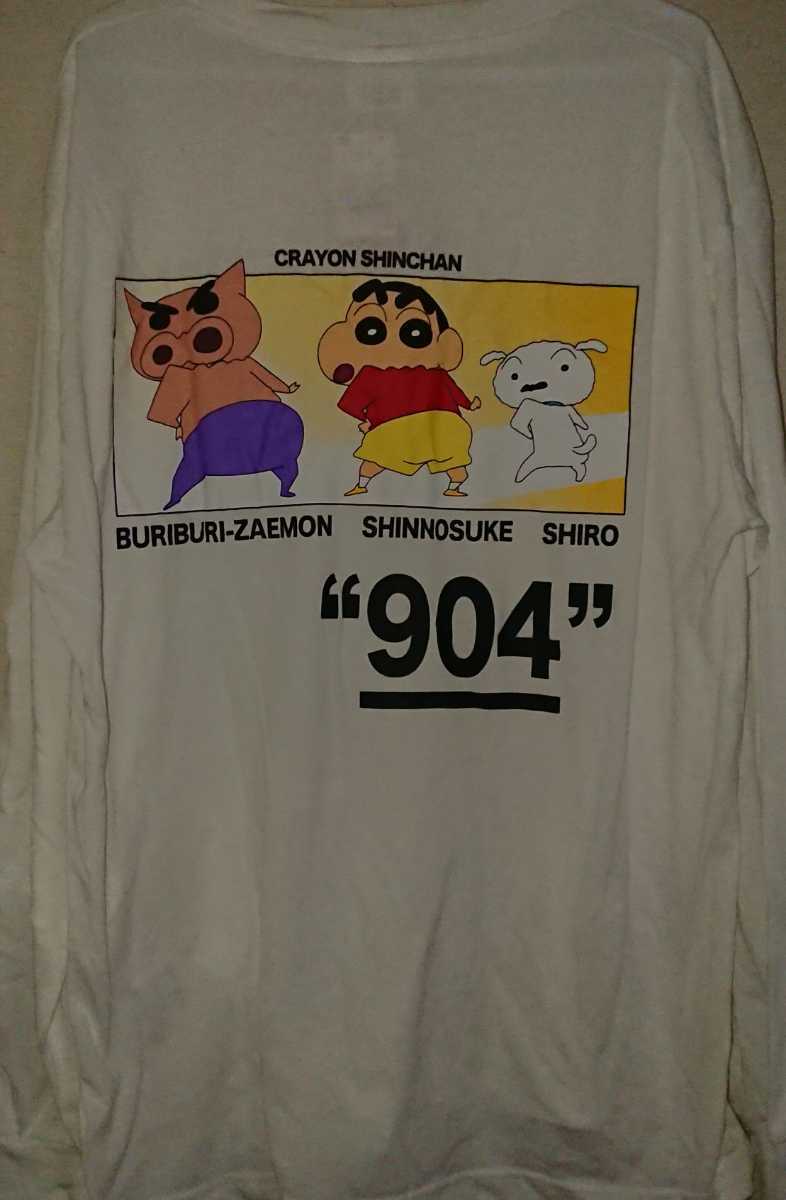 CRAYON SHINCHAN
BURIBURI-ZAEMON SHINNOSUKE SHIRO
“904”